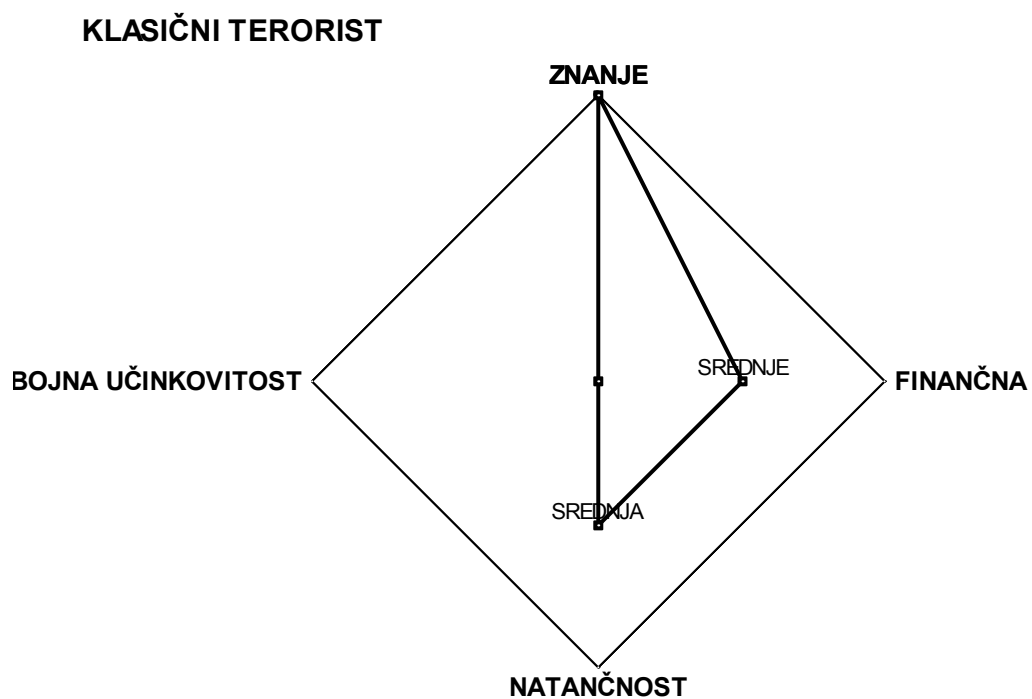 KLASIČNI TERORIST
ZNANJE
SREDNJE
BOJNA UČINKOVITOST
FINANČNA
SREDNJA
NATANČNOST